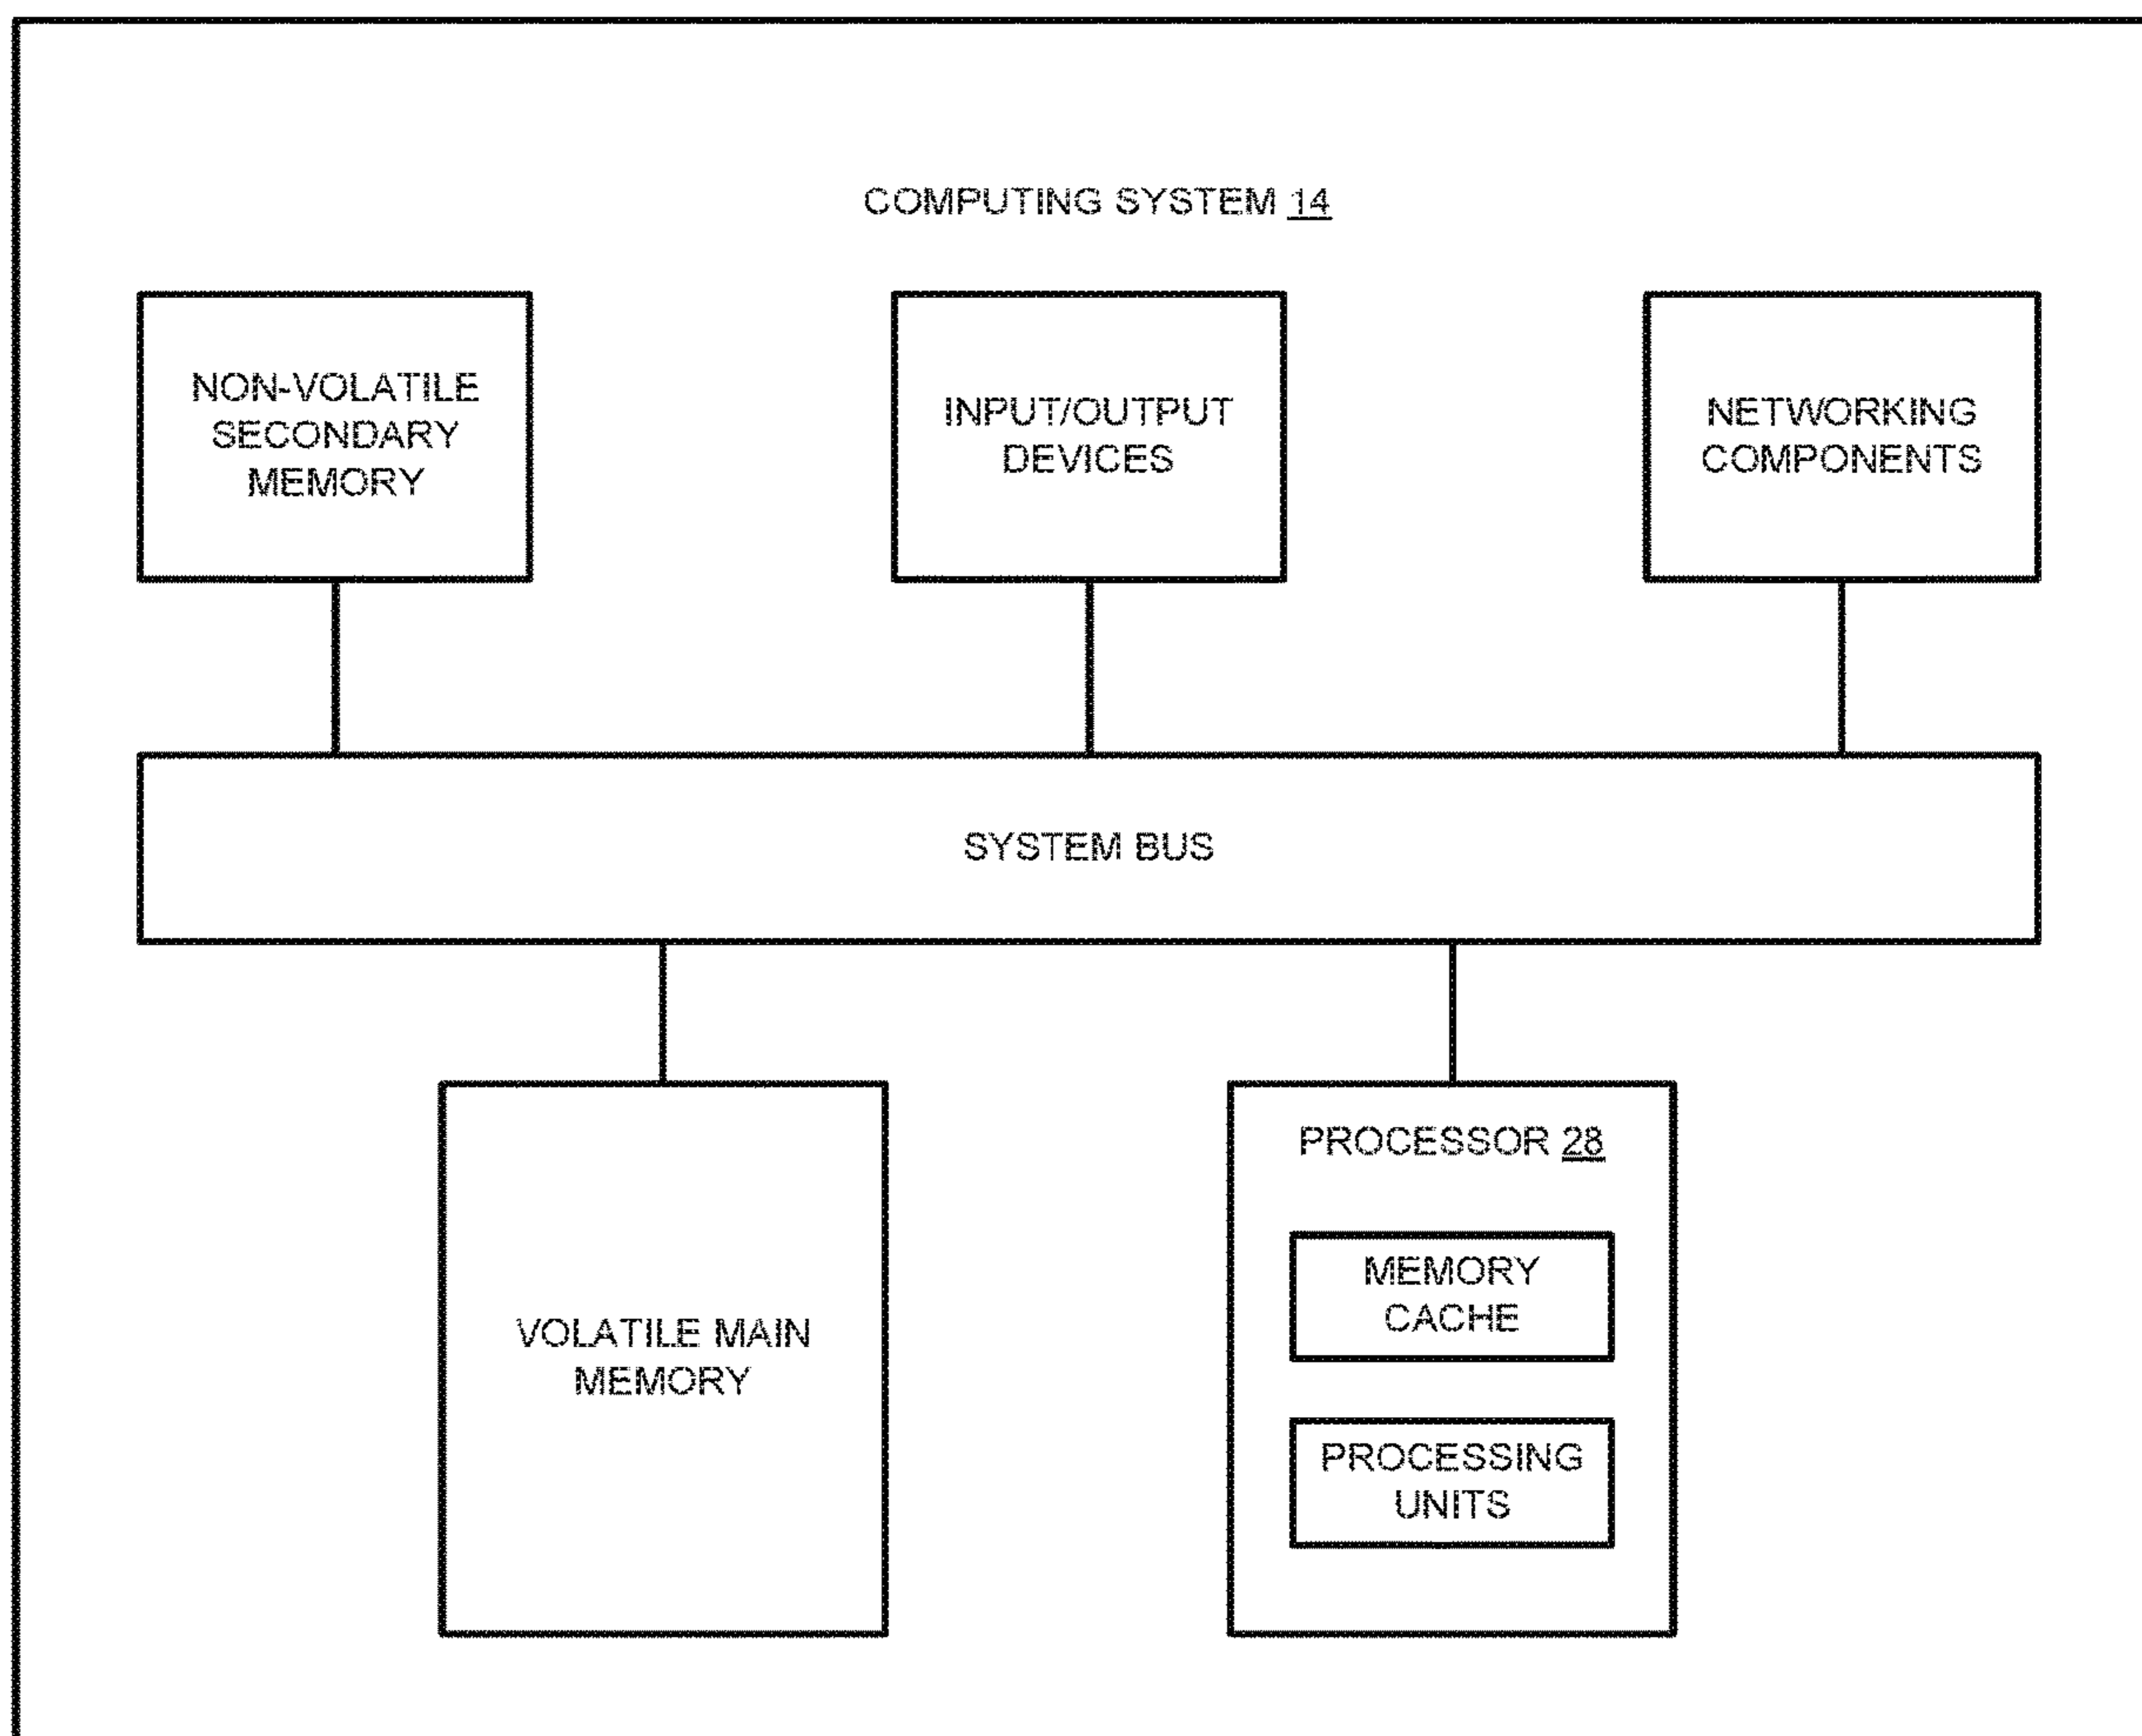 COMPUTING SYSTEM 14
NON-VOLATILE
SECONDARY
MEMORY
INPUT/OUTPUT
DEVICES
NETWORKING
COMPONENTS
SYSTEM BUS
VOLATILE MAIN
MEMORY
PROCESSOR 28
MEMORY
CACHE
PROCESSING
UNITS